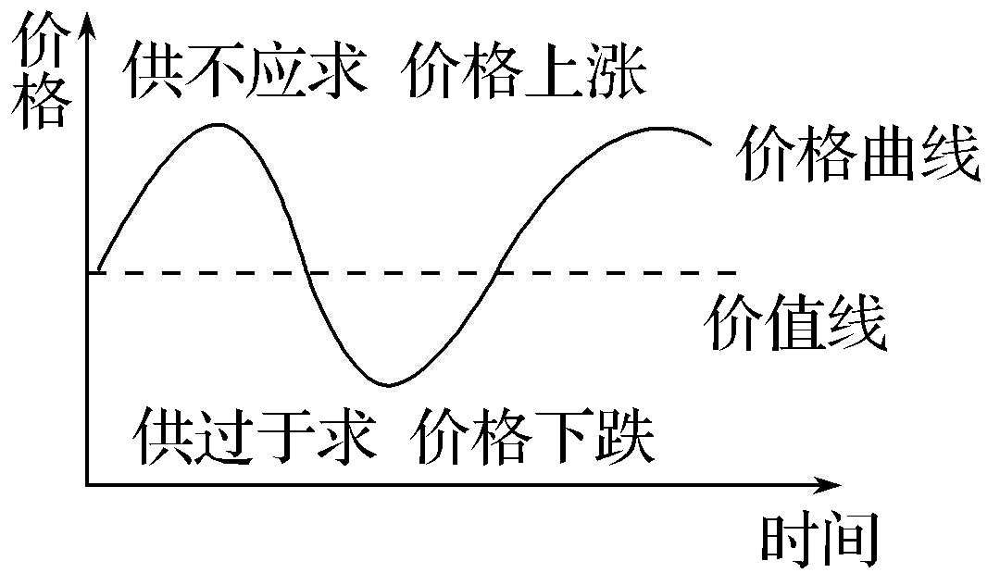 价格
供不应求 价格上涨
价格曲线
价值线
供过于求 价格下跌
时间